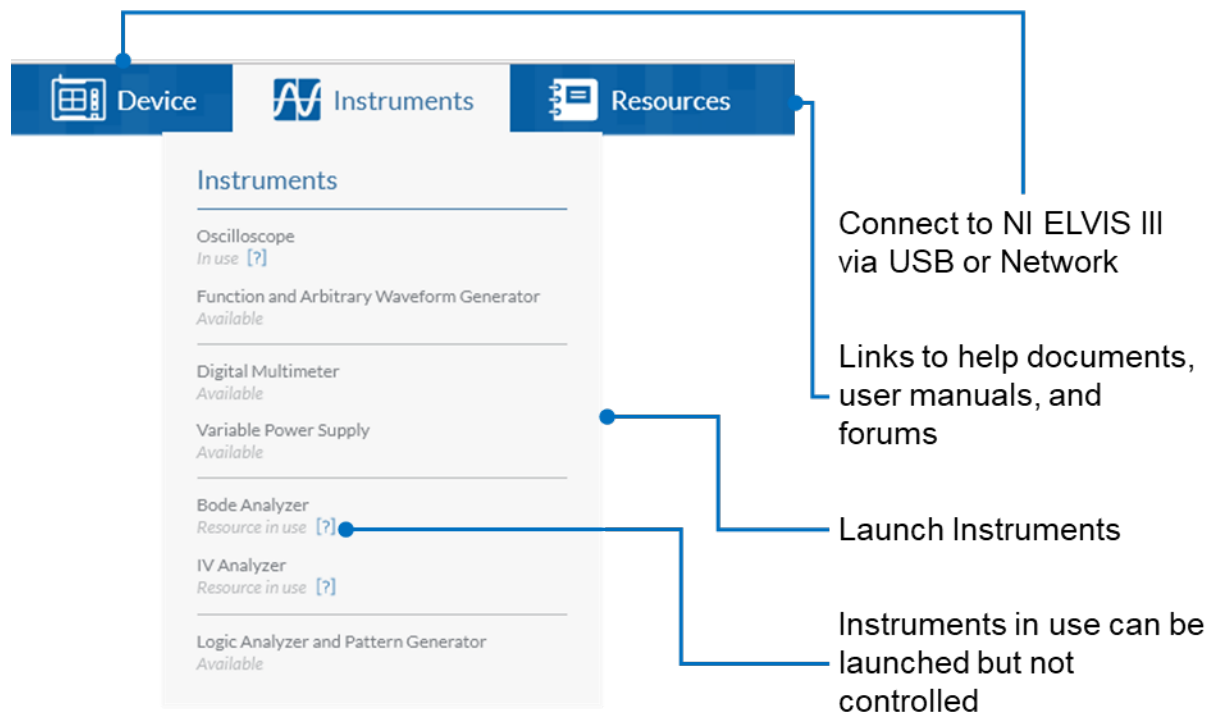 Device
Instruments
Resources
Instruments
Oscilloscope
In use [?]
Function and Arbitrary Waveform Generator
Available
Digital Multimeter
Available
Variable Power Supply
Available
Bode Analyzer
Resource in use [?]
IV Analyzer
Resource in use [?]
Logic Analyzer and Pattern Generator
Available
Connect to NI ELVIS III
via USB or Network
Links to help documents,
user manuals, and
forums
Launch Instruments
Instruments in use can be
launched but not
controlled